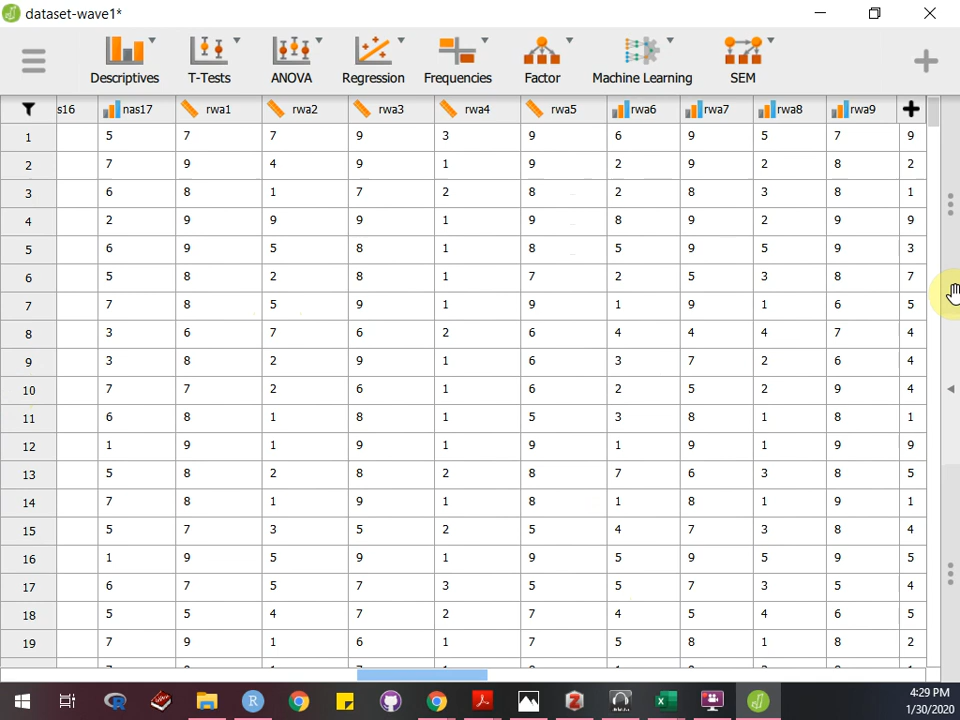 dataset-wave1*
Descriptives T-Tests ANOVA Regression Frequencies Factor Machine Learning SEM
s16 nas17 rwa1 rwa2 rwa3 rwa4 rwa5 rwa6 rwa7 rwa8 rwa9
1 5 7 7 9 3 9 6 9 5 7 9
2 7 9 4 9 1 9 2 9 2 8 2
3 6 8 1 7 2 8 2 8 3 8 1
4 2 9 9 9 1 9 8 9 2 9 9
5 6 9 5 8 1 8 5 9 5 9 3
6 5 8 2 8 1 7 2 5 3 8 7
7 7 8 5 9 1 9 1 9 1 6 5
8 3 6 7 6 2 6 4 4 4 7 4
9 3 8 2 9 1 6 3 7 2 6 4
10 7 7 2 6 1 6 2 5 2 9 4
11 6 8 1 8 1 5 3 8 1 8 1
12 1 9 1 9 1 9 1 9 1 9 9
13 5 8 2 8 2 8 7 6 3 8 5
14 7 8 1 9 1 8 1 8 1 9 1
15 5 7 3 5 2 5 4 7 3 8 4
16 1 9 5 9 1 9 5 9 5 9 5
17 6 7 5 7 3 5 5 7 3 5 4
18 5 5 4 7 2 7 4 5 4 6 5
19 7 9 1 6 1 7 5 8 1 8 2
4:29 PM
1/30/2020